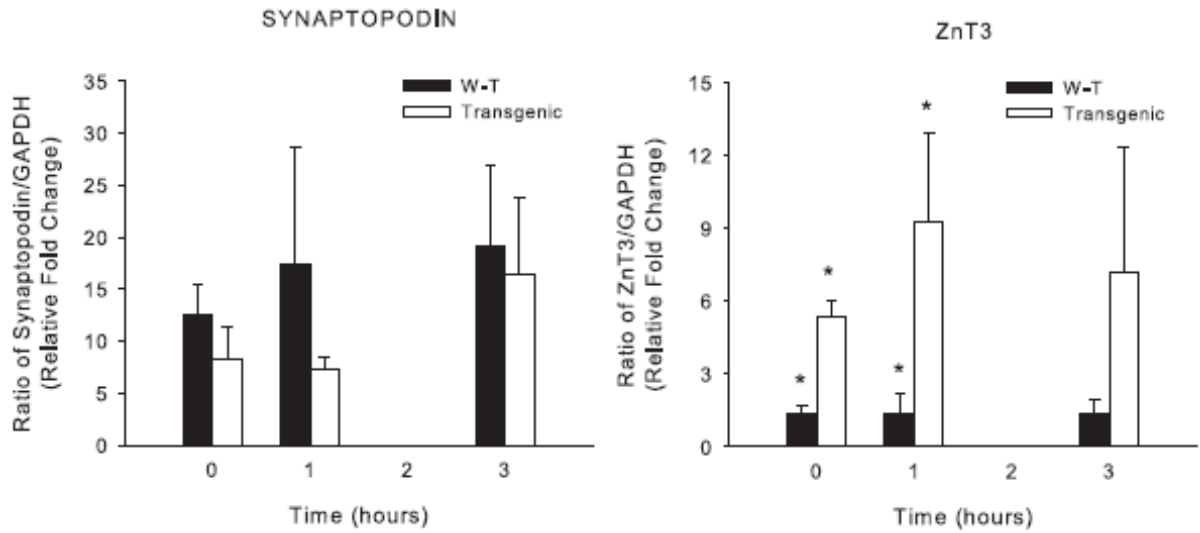 SYNAPTOPODIN
Ratio of Synaptopodin/GAPDH
(Relative Fold Change)
35
30
25
20
15
10
5
0
W-T
Transgenic
0 1 2 3
Time (hours)
ZnT3
Ratio of ZnT3/GAPDH
(Relative Fold Change)
15
12
9
6
3
0
W-T
Transgenic
*
*
*
*
0 1 2 3
Time (hours)